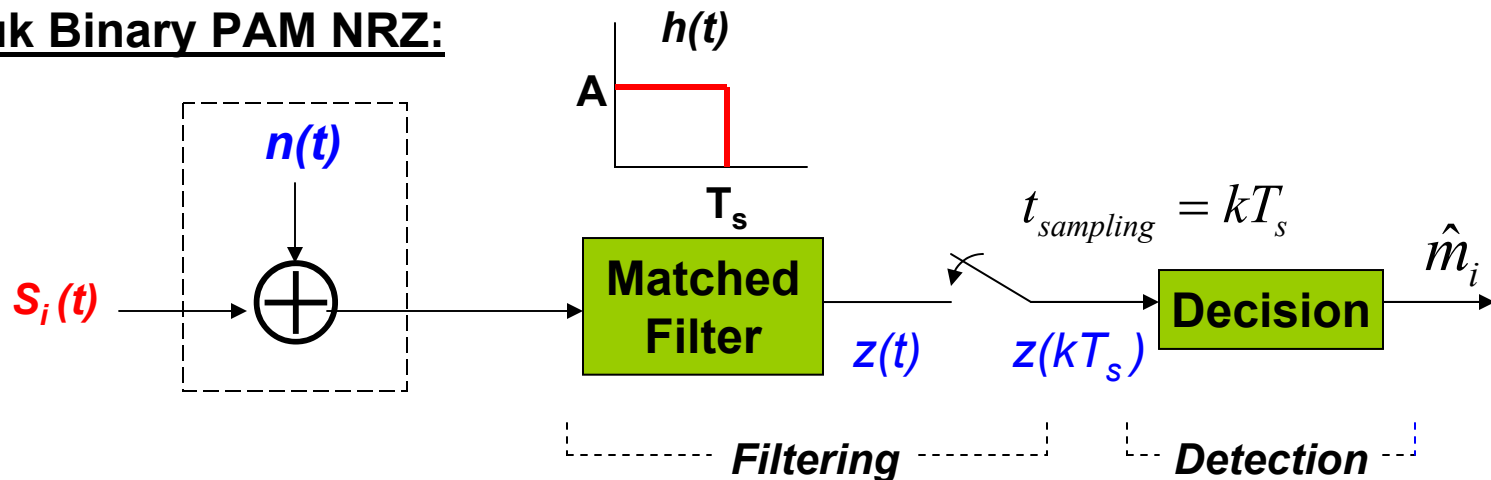 Binary PAM NRZ:
h(t)
A
n(t)
T_s
t_sampling = kT_s
m̂_i
S_i (t)
Matched
Filter
Decision
z(t)
z(kT_s)
Filtering
Detection